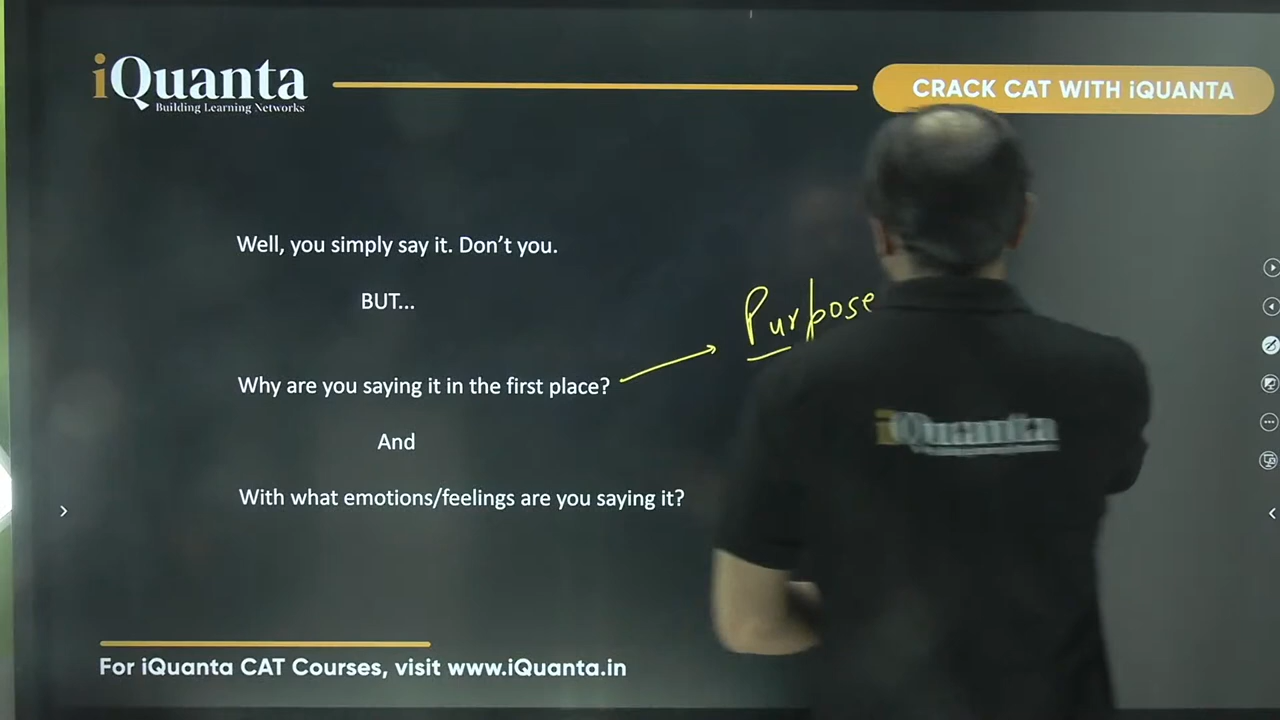 iQuanta
Building Learning Networks
CRACK CAT WITH iQUANTA
Well, you simply say it. Don't you.
BUT...
Purpose
Why are you saying it in the first place?
And
With what emotions/feelings are you saying it?
iQuanta
For iQuanta CAT Courses, visit www.iQuanta.in